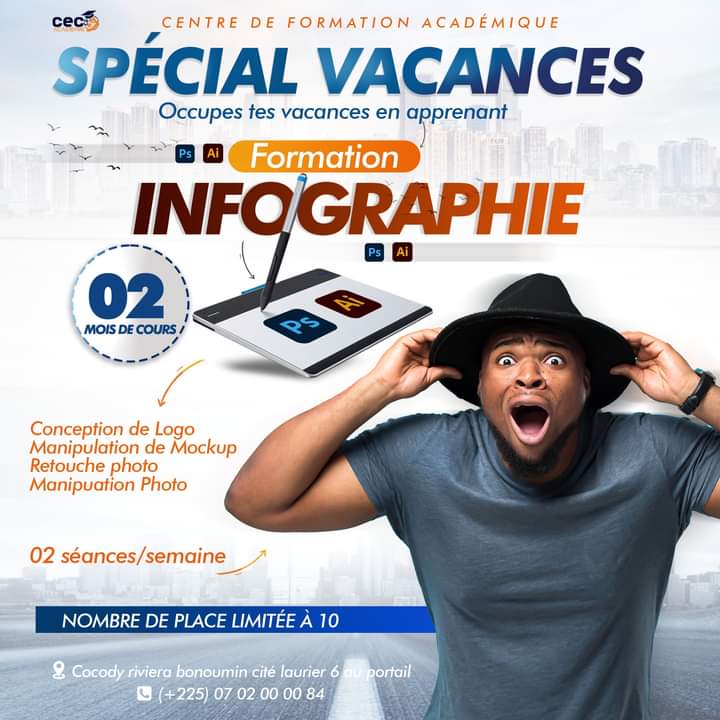 cec
ACADEMIE
CENTRE DE FORMATION ACADÉMIQUE
SPÉCIAL VACANCES
Occupes tes vacances en apprenant
Ps Ai
Formation
INFOGRAPHIE
Ps Ai
Ps Ai
02
MOIS DE COURS
Conception de Logo
Manipulation de Mockup
Retouche photo
Manipuation Photo
02 séances/semaine
NOMBRE DE PLACE LIMITÉE À 10
Cocody riviera bonoumin cité laurier 6 au portail
(+225) 07 02 00 00 84